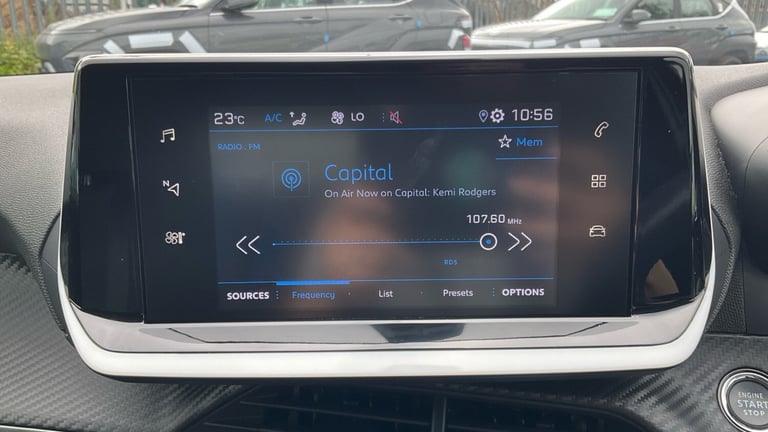 23°C A/C LO 10:56
RADIO . FM
Mem
Capital
On Air Now on Capital: Kemi Rodgers
107.60 MHz
RDS
SOURCES Frequency List Presets OPTIONS
N
ENGINE
START
STOP